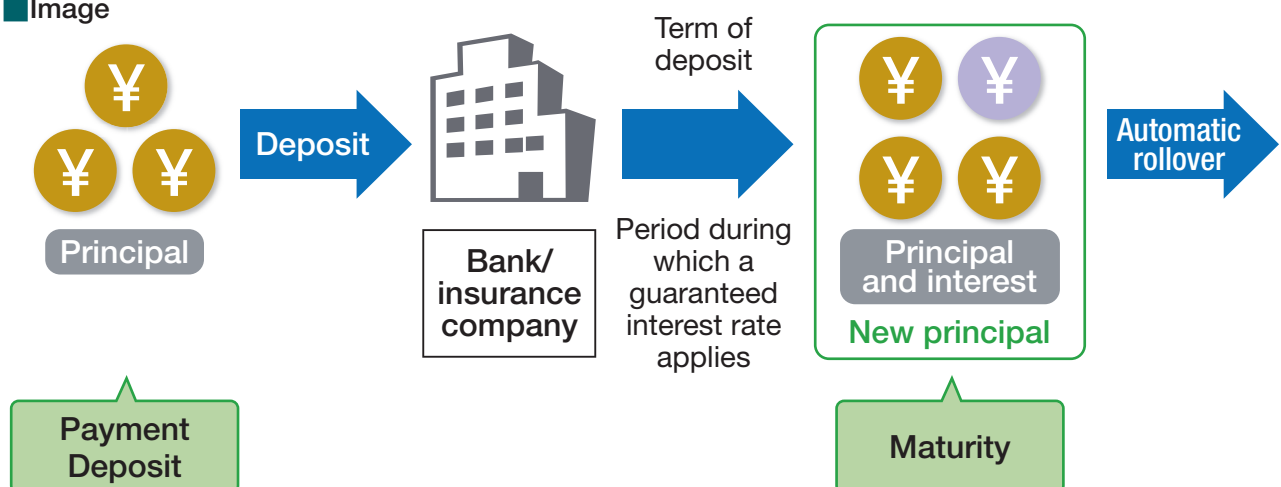 ■Image
¥
¥ ¥
Principal
Payment
Deposit
Deposit
Bank/
insurance
company
Term of
deposit
Period during
which a
guaranteed
interest rate
applies
¥ ¥
¥ ¥
Principal
and interest
New principal
Maturity
Automatic
rollover